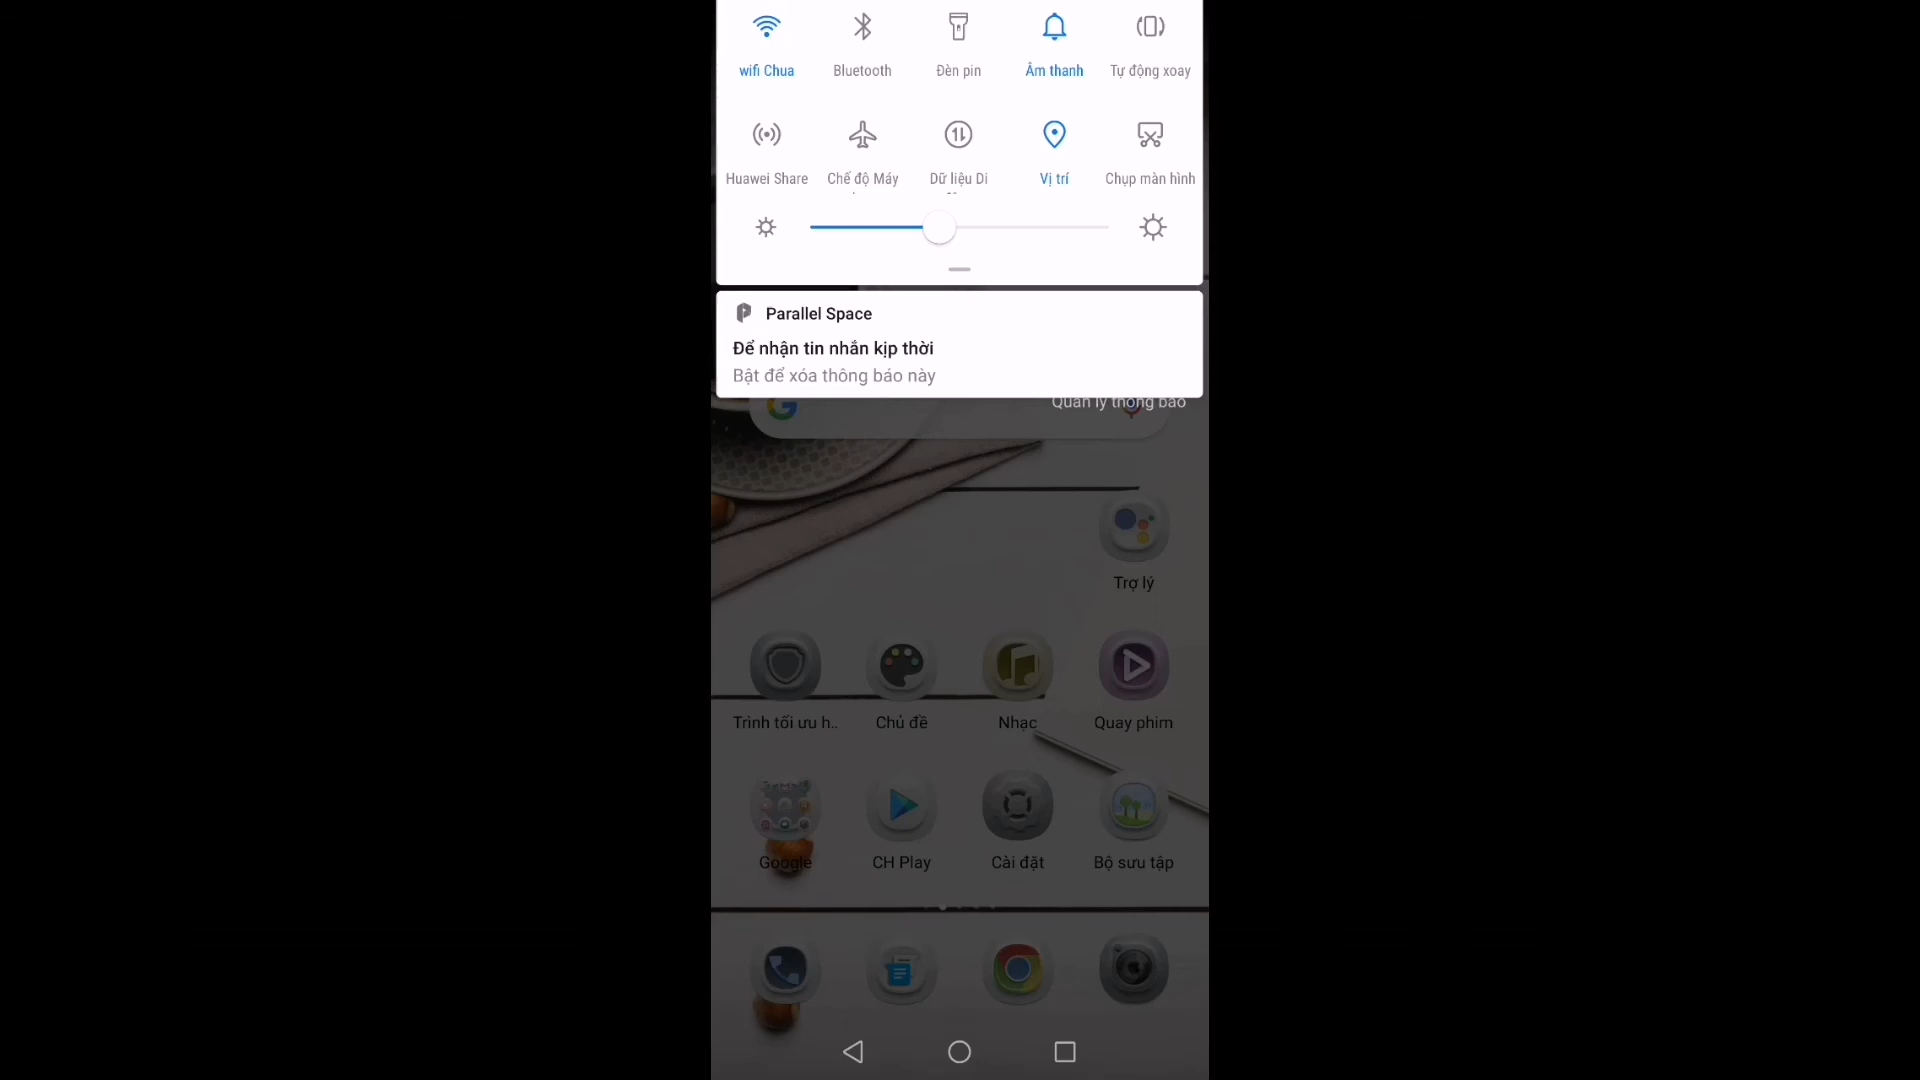 wifi Chua
Bluetooth
Đèn pin
Âm thanh
Tự động xoay
Huawei Share
Chế độ Máy
Dữ liệu Di
Vị trí
Chụp màn hình
Parallel Space
Để nhận tin nhắn kịp thời
Bật để xóa thông báo này
Quản lý thông báo
Trợ lý
Trình tối ưu h..
Chủ đề
Nhạc
Quay phim
Google
CH Play
Cài đặt
Bộ sưu tập